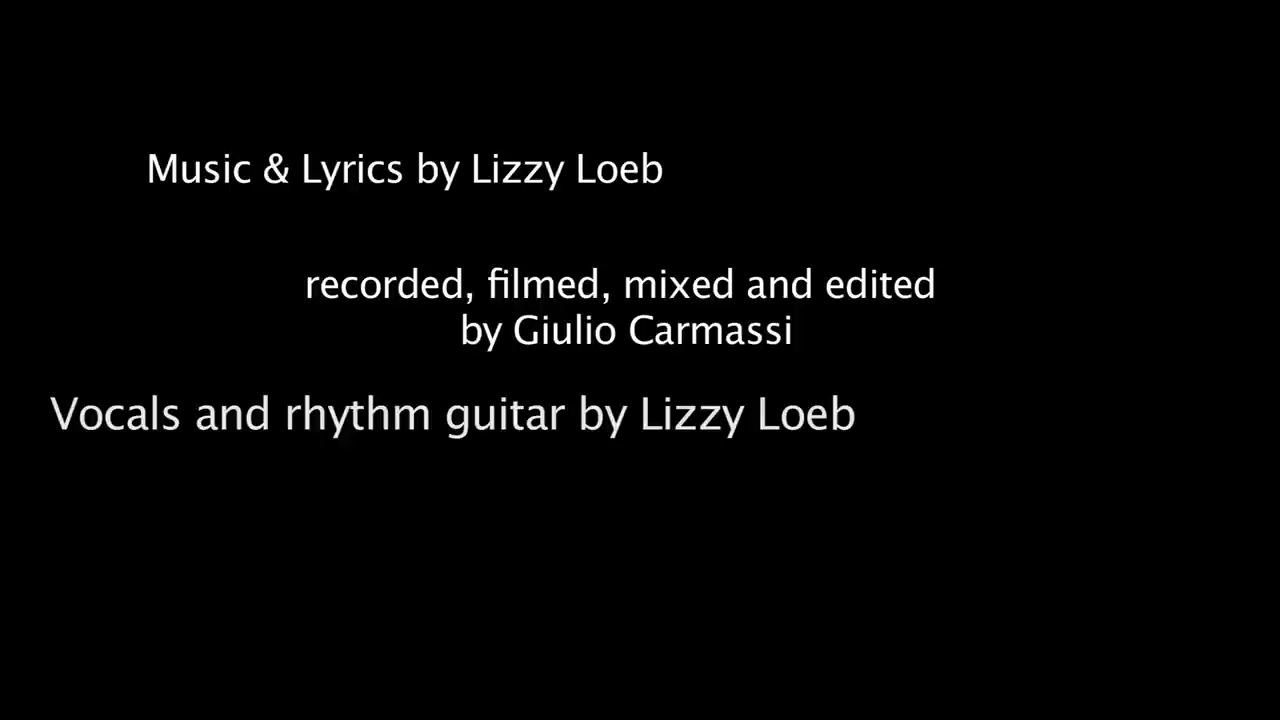 Music & Lyrics by Lizzy Loeb
recorded, filmed, mixed and edited
by Giulio Carmassi
Vocals and rhythm guitar by Lizzy Loeb